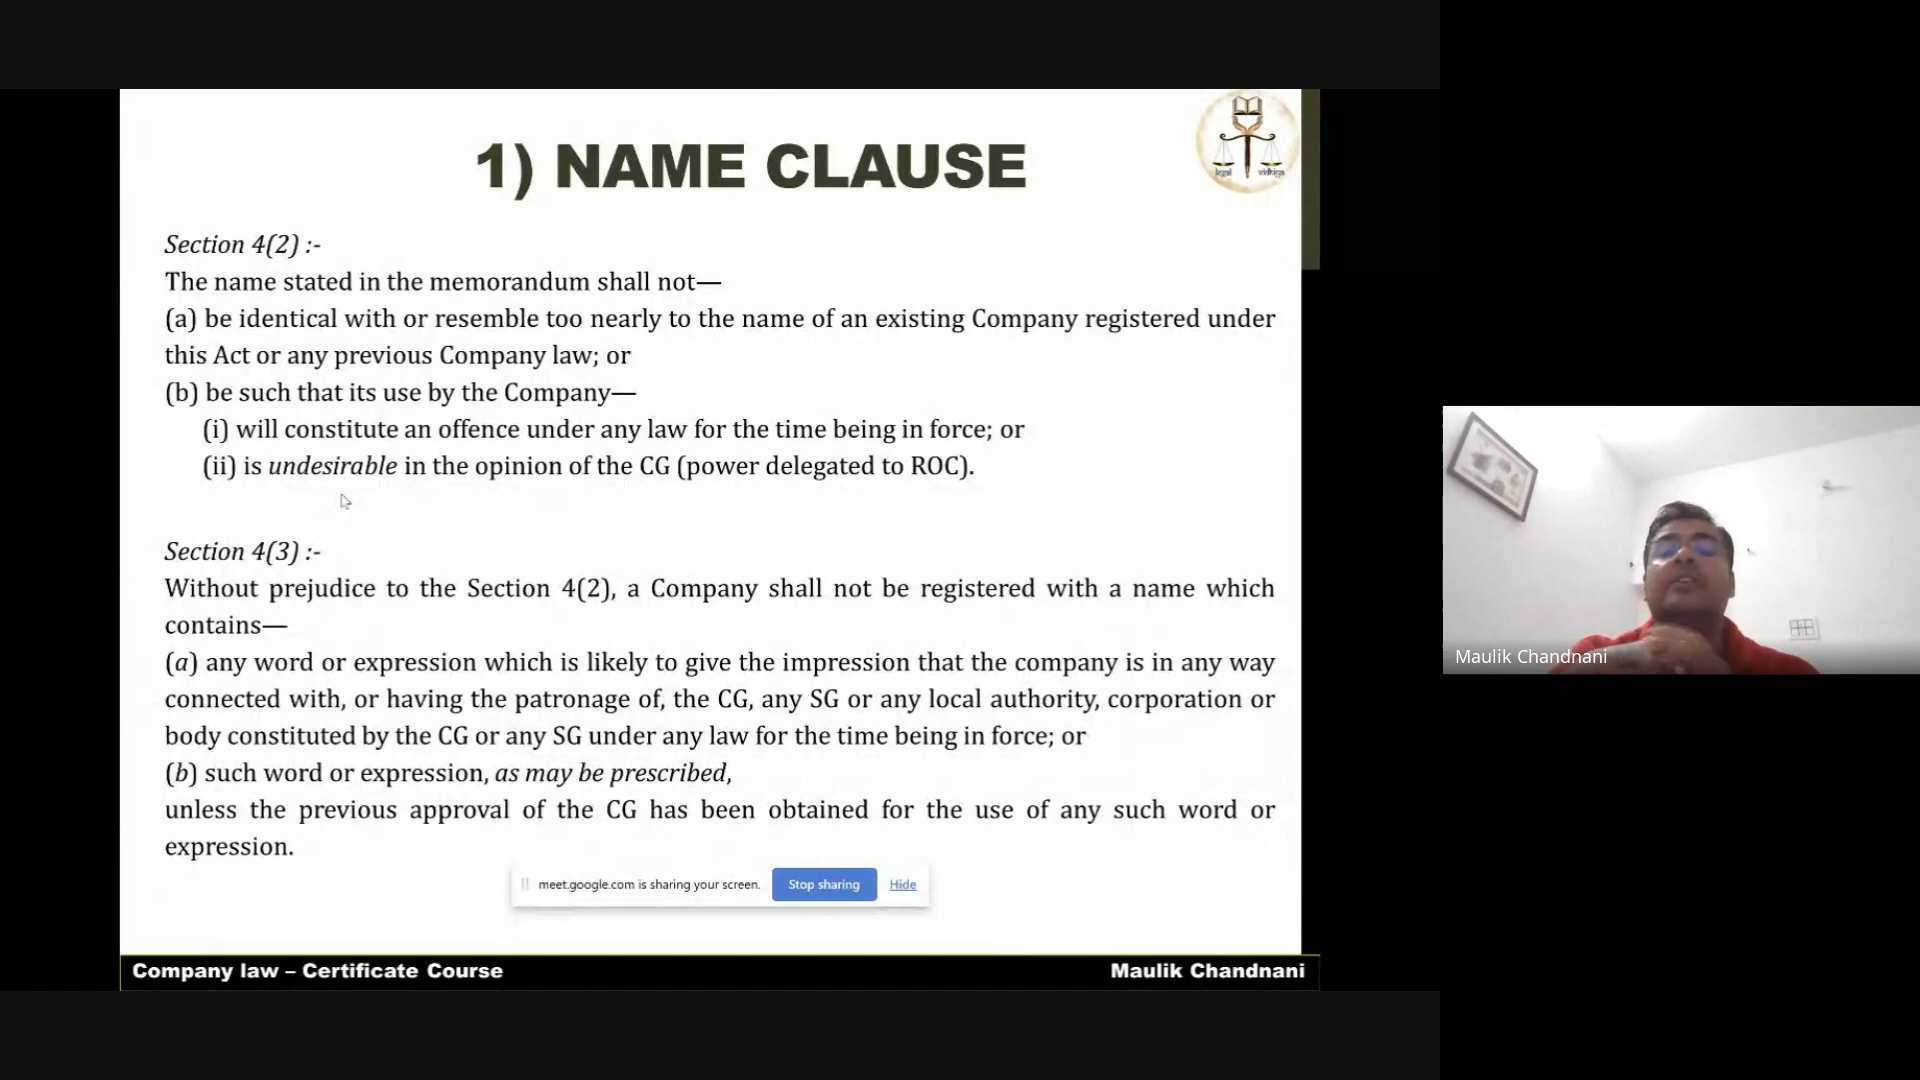 1) NAME CLAUSE
legal vidhiya
Section 4(2) :-
The name stated in the memorandum shall not—
(a) be identical with or resemble too nearly to the name of an existing Company registered under
this Act or any previous Company law; or
(b) be such that its use by the Company—
(i) will constitute an offence under any law for the time being in force; or
(ii) is undesirable in the opinion of the CG (power delegated to ROC).
Section 4(3) :-
Without prejudice to the Section 4(2), a Company shall not be registered with a name which
contains—
(a) any word or expression which is likely to give the impression that the company is in any way
connected with, or having the patronage of, the CG, any SG or any local authority, corporation or
body constituted by the CG or any SG under any law for the time being in force; or
(b) such word or expression, as may be prescribed,
unless the previous approval of the CG has been obtained for the use of any such word or
expression.
meet.google.com is sharing your screen. Stop sharing Hide
Company law – Certificate Course Maulik Chandnani
Maulik Chandnani